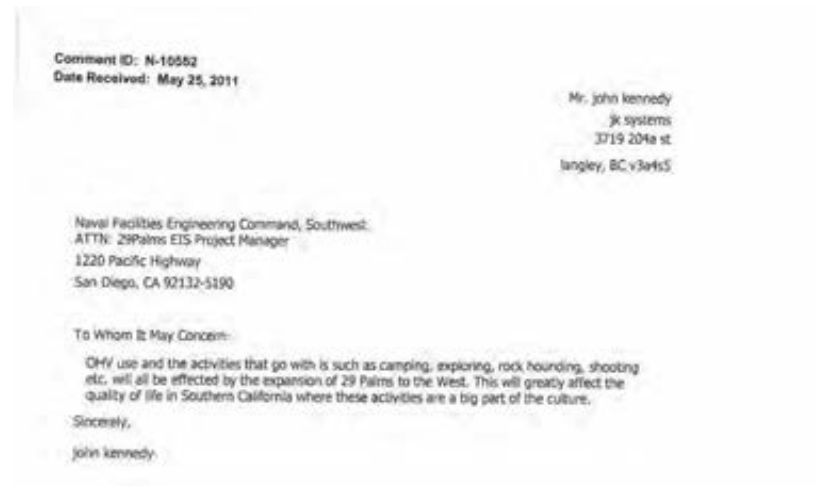 Comment ID: N-10552
Date Received: May 25, 2011
Mr. john kennedy
jk systems
3719 204a st
langley, BC v3a4s5
Naval Facilities Engineering Command, Southwest
ATTN: 29Palms EIS Project Manager
1220 Pacific Highway
San Diego, CA 92132-5190
To Whom It May Concern:
OHV use and the activities that go with is such as camping, exploring, rock hounding, shooting
etc. will all be effected by the expansion of 29 Palms to the West. This will greatly affect the
quality of life in Southern California where these activities are a big part of the culture.
Sincerely,
john kennedy